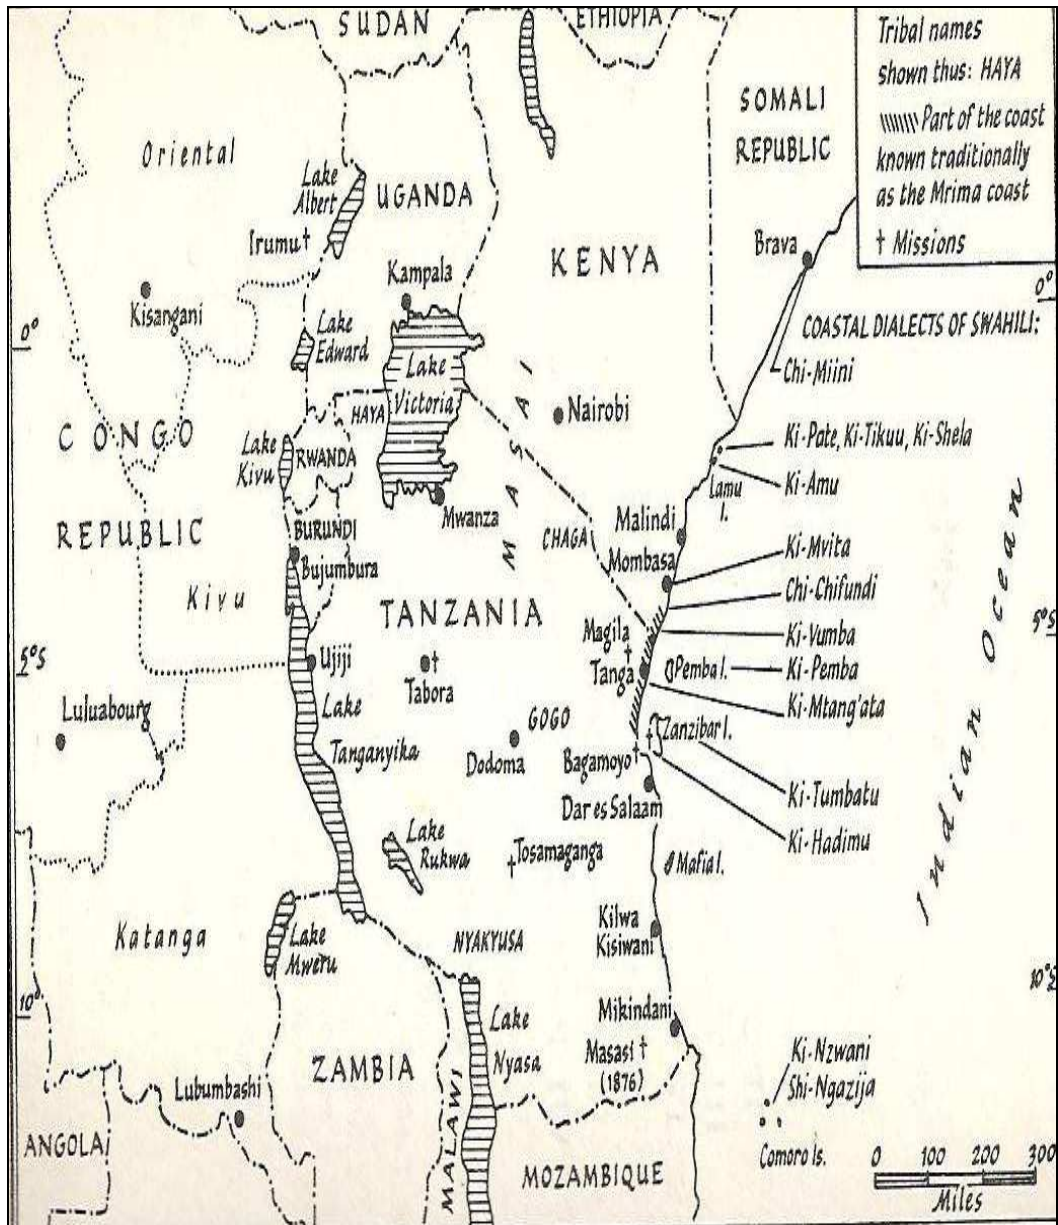 SUDAN
ETHIOPIA
Tribal names
shown thus: HAYA
Part of the coast
known traditionally
as the Mrima coast
† Missions
SOMALI
REPUBLIC
Oriental
Lake
Albert
UGANDA
Irumu †
KENYA
Brava
Kampala
Kisangani
0°
0°
COASTAL DIALECTS OF SWAHILI:
Lake
Edward
Lake
Victoria
Chi-Miini
HAYA
MASAI
Nairobi
CONGO
REPUBLIC
Lake
Kivu
RWANDA
Ki-Pate, Ki-Tikuu, Ki-Shela
Lamu
I.
Ki-Amu
Mwanza
Malindi
Mombasa
BURUNDI
Bujumbura
CHAGA
Ki-Mvita
Chi-Chifundi
Kivu
TANZANIA
Magila
†
Ki-Vumba
5°S
5°S
Ujiji
†
Tabora
Tanga
Pemba I.
Ki-Pemba
Ki-Mtang'ata
Luluabourg
Lake
Tanganyika
GOGO
Dodoma
Zanzibar I.
†
Bagamoyo †
Ki-Tumbatu
Dar es Salaam
Ki-Hadimu
Indian Ocean
Lake
Rukwa
† Tosamaganga
Mafia I.
Katanga
Lake
Mweru
NYAKYUSA
Kilwa
Kisiwani
10°
10°S
Lake
Nyasa
Mikindani
Masasi †
(1876)
Ki-Nzwani
Shi-Ngazija
ZAMBIA
Lubumbashi
MALAWI
ANGOLA
MOZAMBIQUE
Comoro Is.
0 100 200 300
Miles